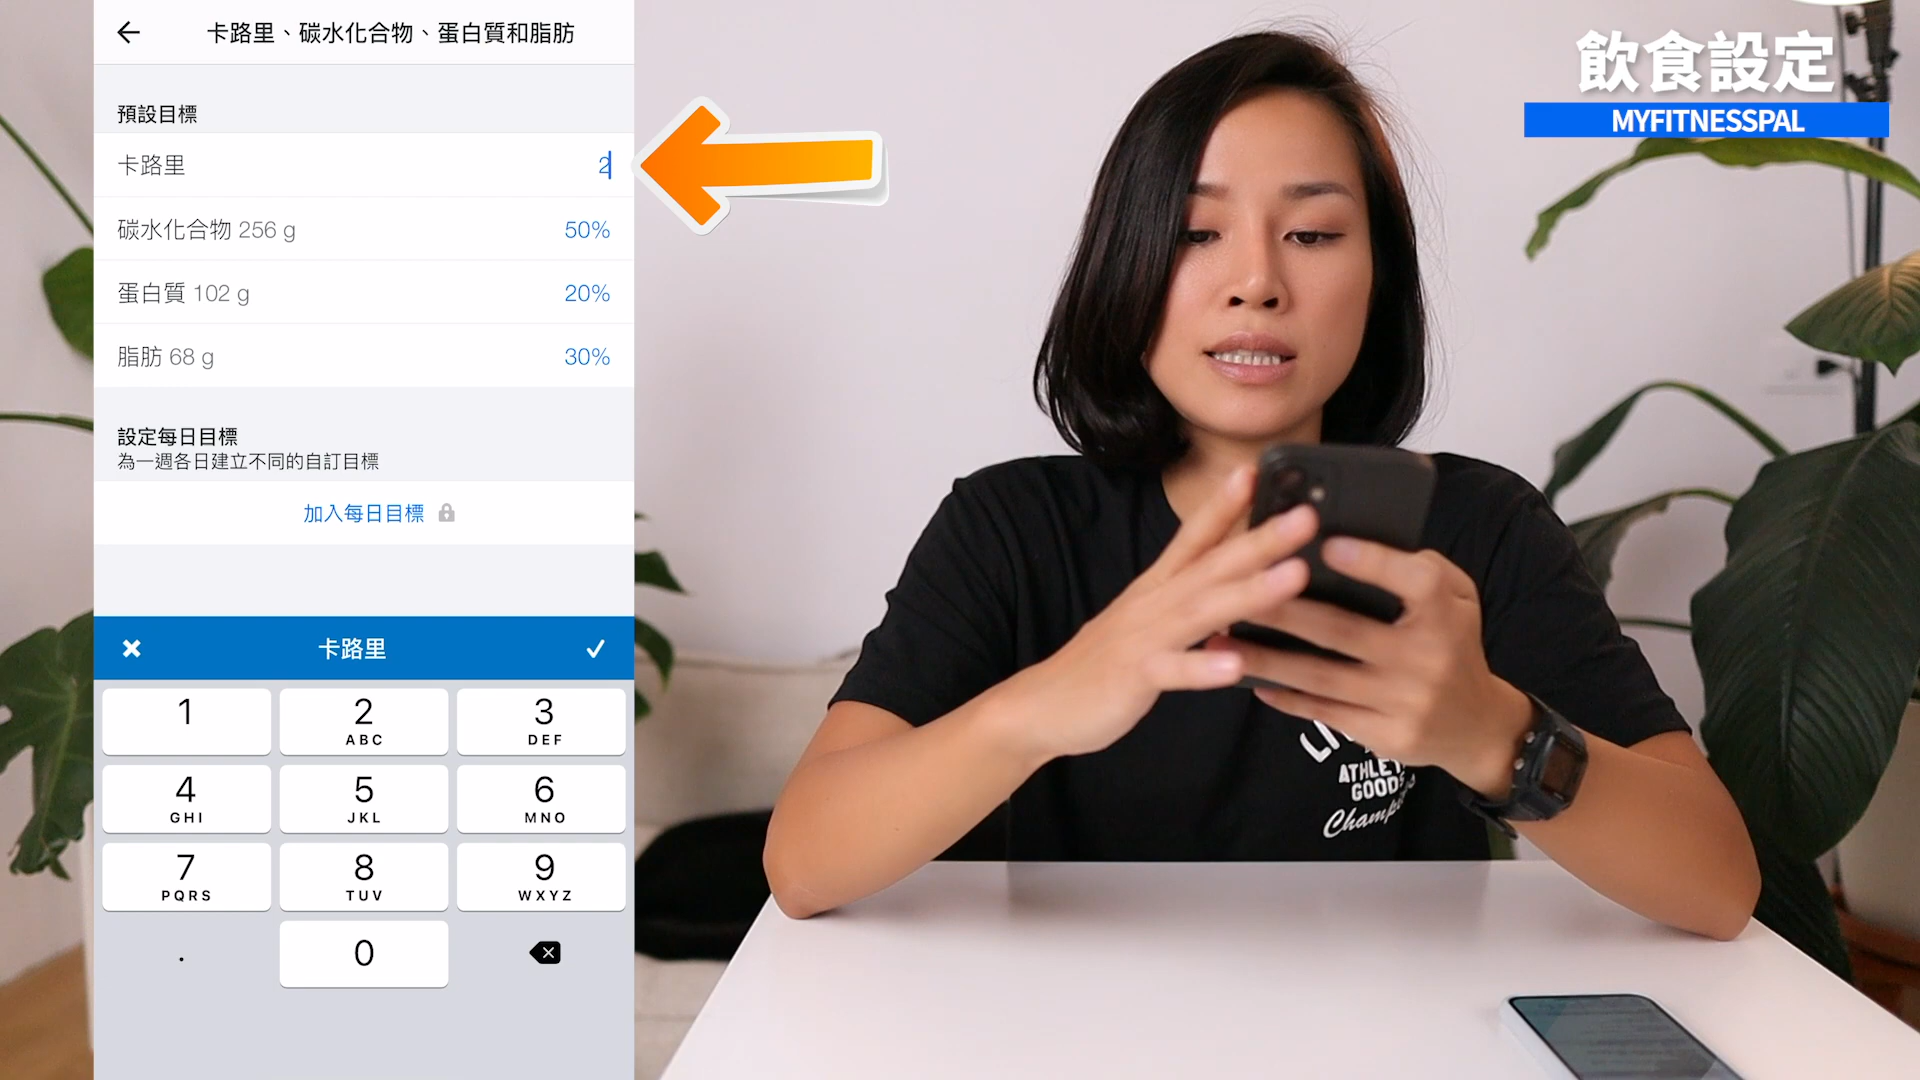 卡路里、碳水化合物、蛋白質和脂肪
預設目標
卡路里 2
碳水化合物 256 g 50%
蛋白質 102 g 20%
脂肪 68 g 30%
設定每日目標
為一週各日建立不同的自訂目標
加入每日目標
卡路里
1 2 3
ABC DEF
4 5 6
GHI JKL MNO
7 8 9
PQRS TUV WXYZ
. 0
飲食設定
MYFITNESSPAL
ATHLET
GOODS
Champ